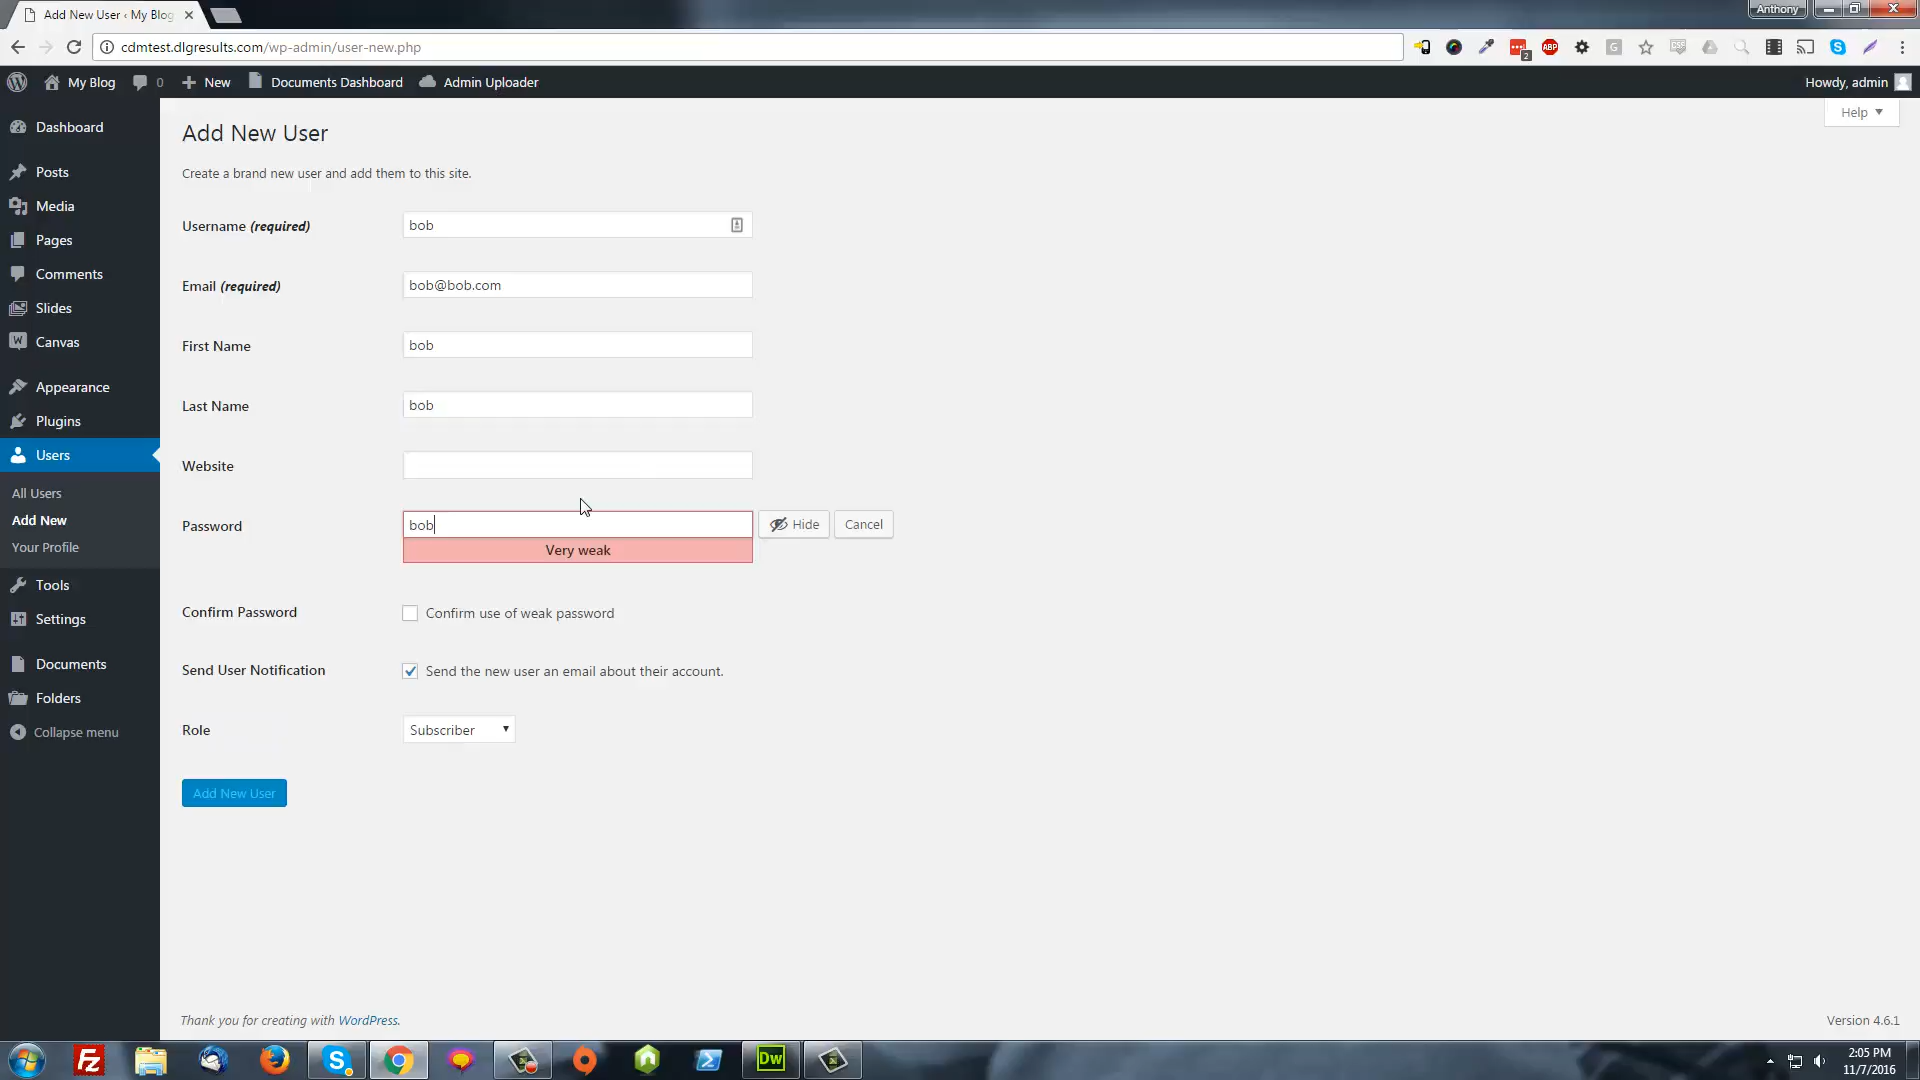 Add New User ‹ My Blog
Anthony
cdmtest.dlgresults.com/wp-admin/user-new.php
ABP
2
My Blog
0
New
Documents Dashboard
Admin Uploader
Howdy, admin
Dashboard
Posts
Media
Pages
Comments
Slides
Canvas
Appearance
Plugins
Users
All Users
Add New
Your Profile
Tools
Settings
Documents
Folders
Collapse menu
Help
Add New User
Create a brand new user and add them to this site.
Username (required)
bob
Email (required)
bob@bob.com
First Name
bob
Last Name
bob
Website
Password
bob
Hide
Cancel
Very weak
Confirm Password
Confirm use of weak password
Send User Notification
Send the new user an email about their account.
Role
Subscriber
Add New User
Thank you for creating with WordPress.
Version 4.6.1
Fz
Dw
2:05 PM
11/7/2016